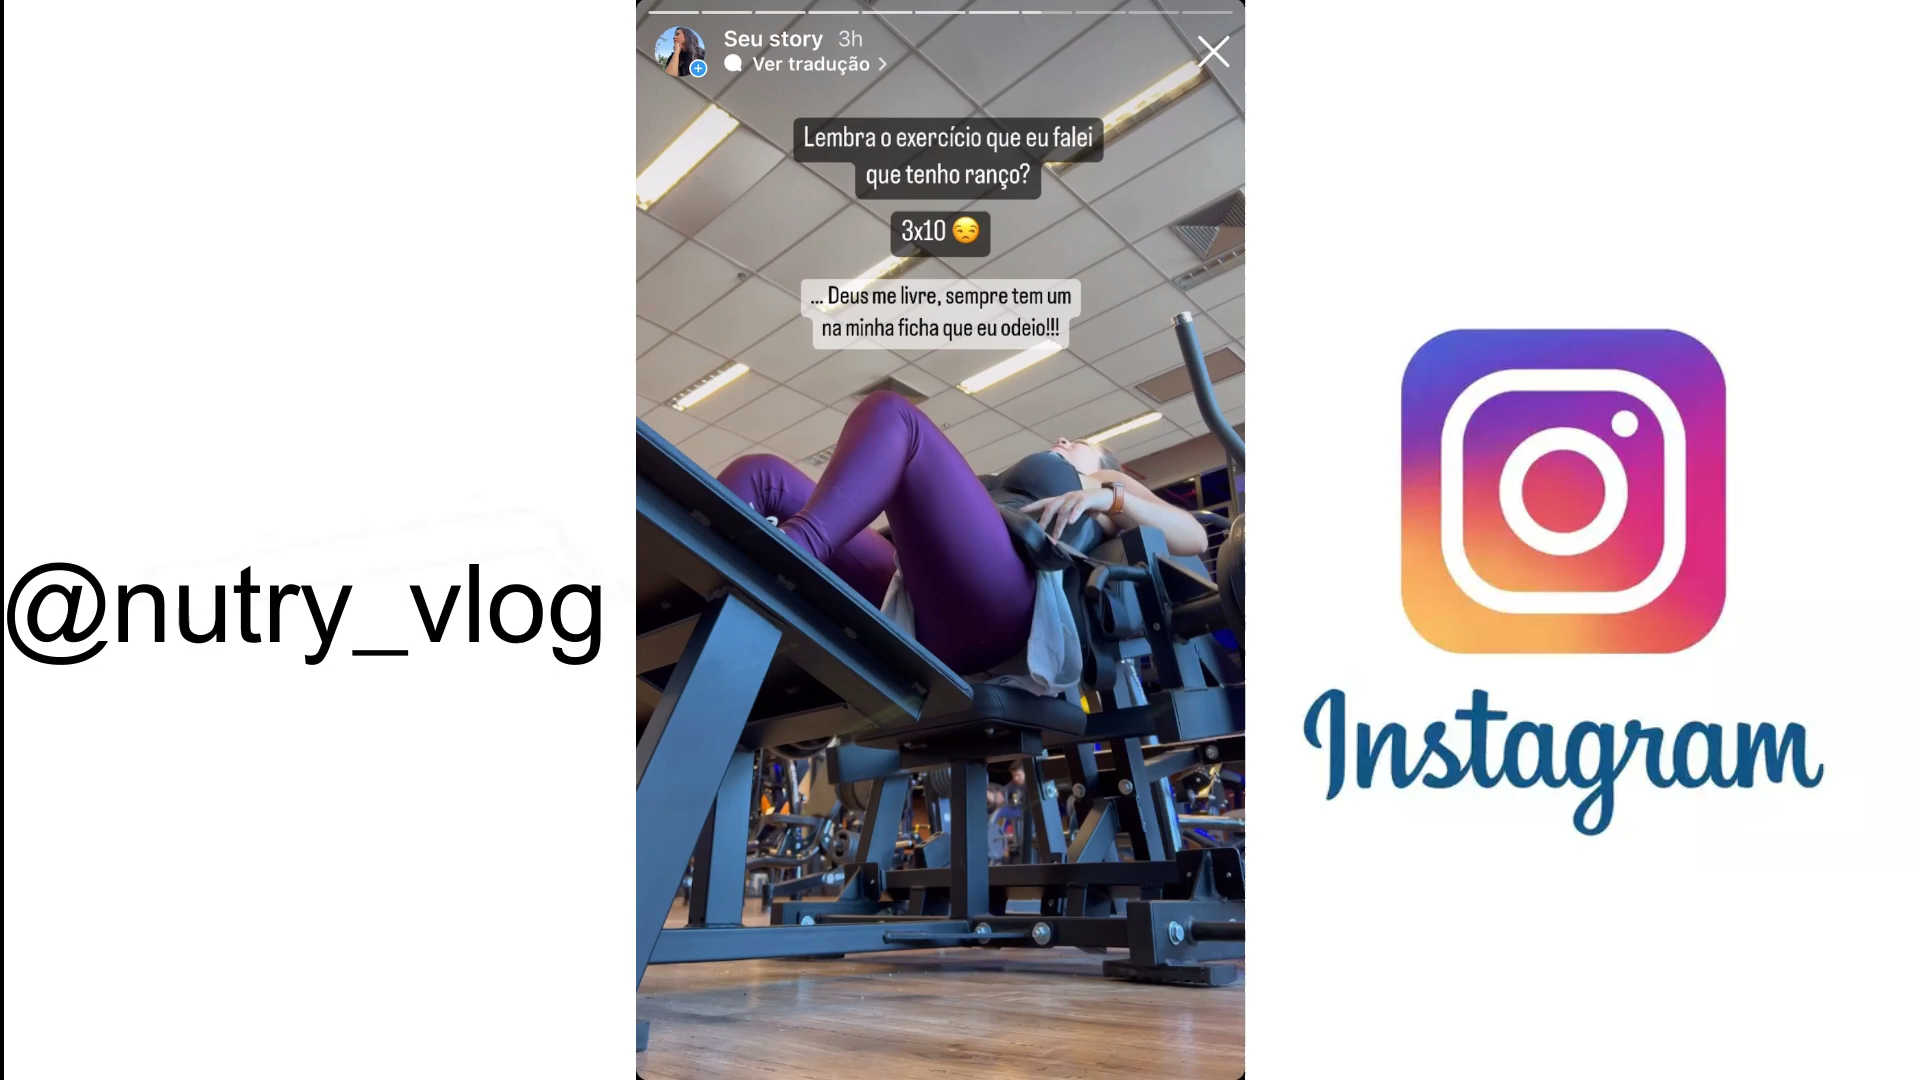 Seu story 3h
Ver tradução
Lembra o exercício que eu falei
que tenho ranço?
3x10 😒
... Deus me livre, sempre tem um
na minha ficha que eu odeio!!!
@nutry_vlog
Instagram